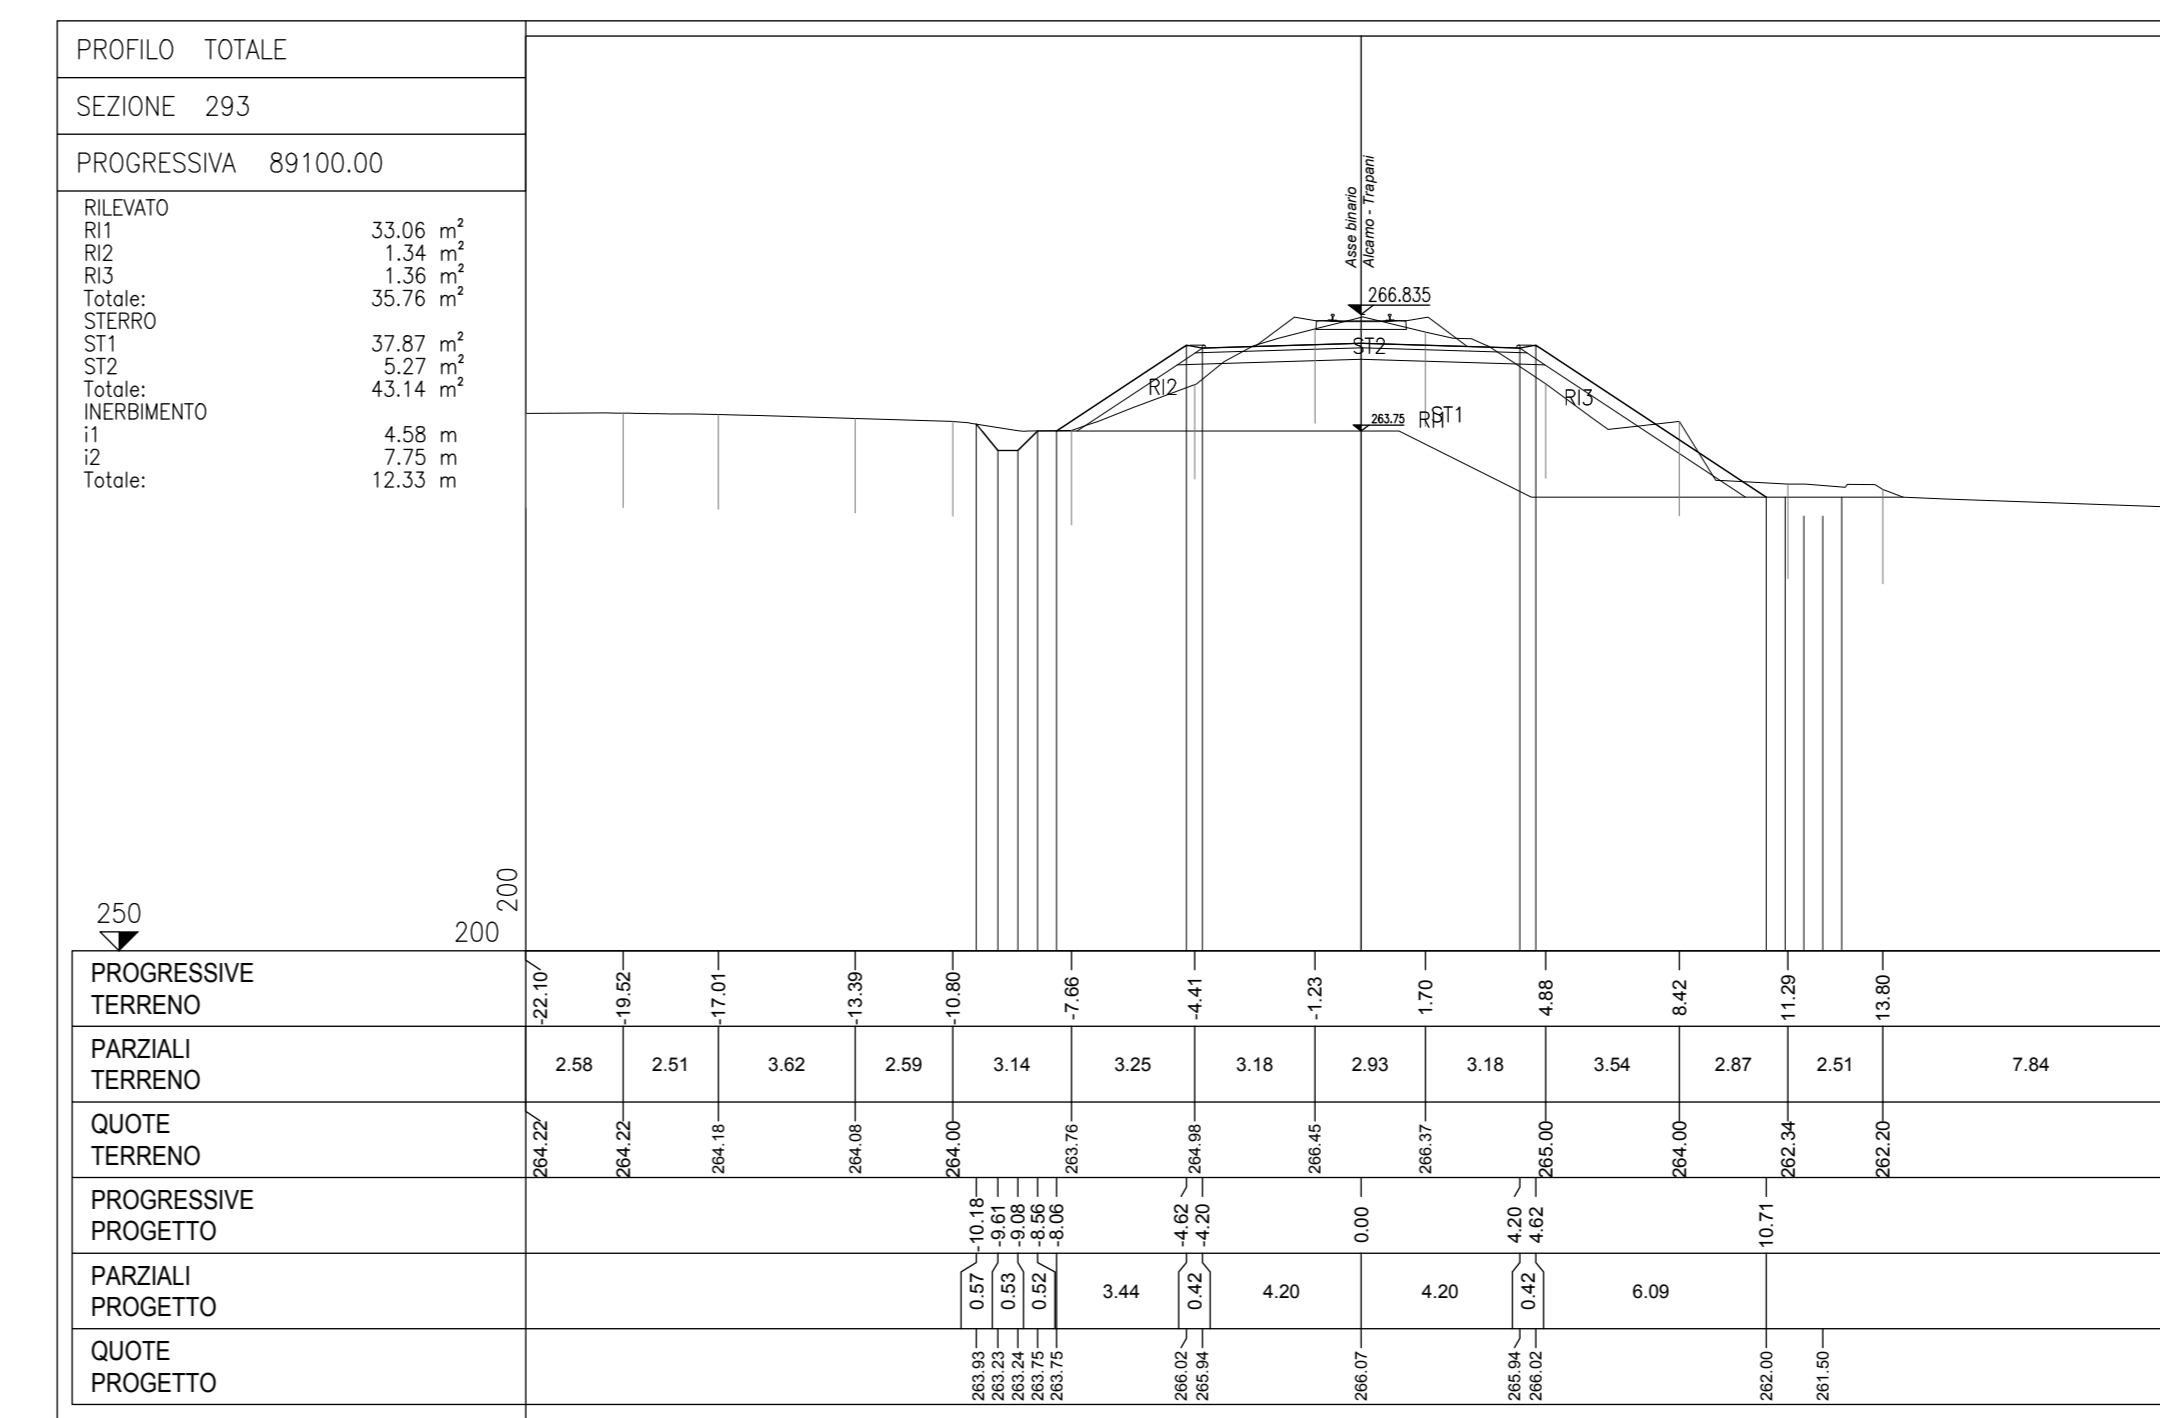 PROFILO TOTALE
SEZIONE 293
PROGRESSIVA 89100.00
RILEVATO
RI1 33.06 m²
RI2 1.34 m²
RI3 1.36 m²
Totale: 35.76 m²
STERRO
ST1 37.87 m²
ST2 5.27 m²
Totale: 43.14 m²
INERBIMENTO
i1 4.58 m
i2 7.75 m
Totale: 12.33 m
Asse binario
Alcamo - Trapani
266.835
ST2
RI2
RI3
263.75
RI1
ST1
250
200
200
PROGRESSIVE
TERRENO
-22.10 -19.52 -17.01 -13.39 -10.80 -7.66 -4.41 -1.23 1.70 4.88 8.42 11.29 13.80
PARZIALI
TERRENO
2.58 2.51 3.62 2.59 3.14 3.25 3.18 2.93 3.18 3.54 2.87 2.51 7.84
QUOTE
TERRENO
264.22 264.22 264.18 264.08 264.00 263.76 264.98 266.45 266.37 265.00 264.00 262.34 262.20
PROGRESSIVE
PROGETTO
-10.18 -9.61 -9.08 -8.56 -8.06 -4.62 -4.20 0.00 4.20 4.62 10.71
PARZIALI
PROGETTO
0.57 0.53 0.52 3.44 0.42 4.20 4.20 0.42 6.09
QUOTE
PROGETTO
263.93 263.23 263.24 263.75 263.75 266.02 265.94 266.07 265.94 266.02 262.00 261.50